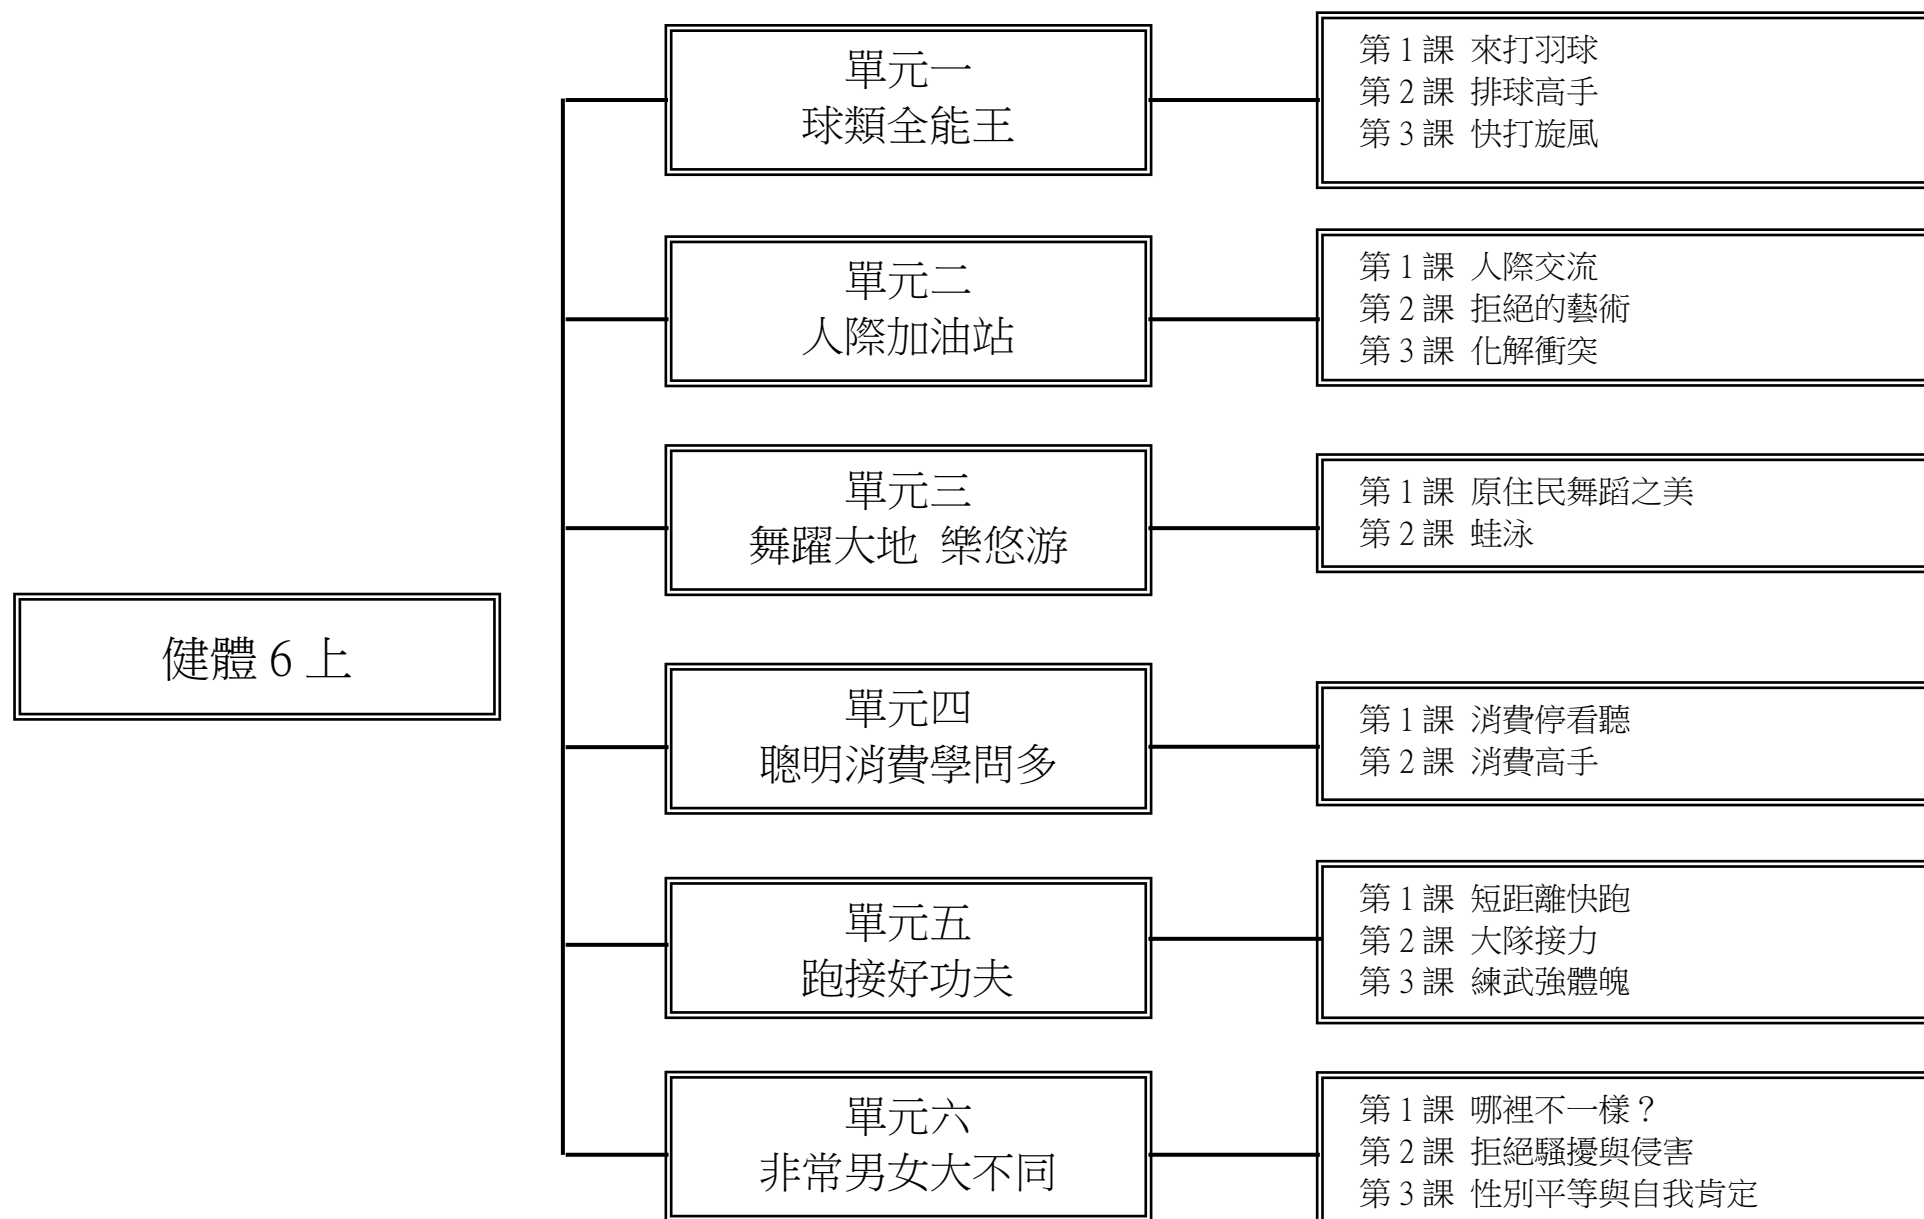 健體 6 上
單元一
球類全能王
第 1 課 來打羽球
第 2 課 排球高手
第 3 課 快打旋風
單元二
人際加油站
第 1 課 人際交流
第 2 課 拒絕的藝術
第 3 課 化解衝突
單元三
舞躍大地 樂悠游
第 1 課 原住民舞蹈之美
第 2 課 蛙泳
單元四
聰明消費學問多
第 1 課 消費停看聽
第 2 課 消費高手
單元五
跑接好功夫
第 1 課 短距離快跑
第 2 課 大隊接力
第 3 課 練武強體魄
單元六
非常男女大不同
第 1 課 哪裡不一樣？
第 2 課 拒絕騷擾與侵害
第 3 課 性別平等與自我肯定